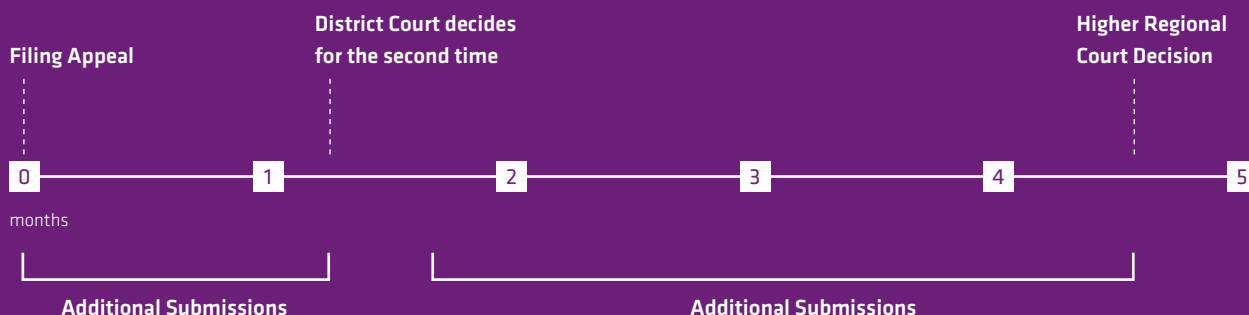 Filing Appeal
District Court decides
for the second time
Higher Regional
Court Decision
0
1
2
3
4
5
months
Additional Submissions
Additional Submissions